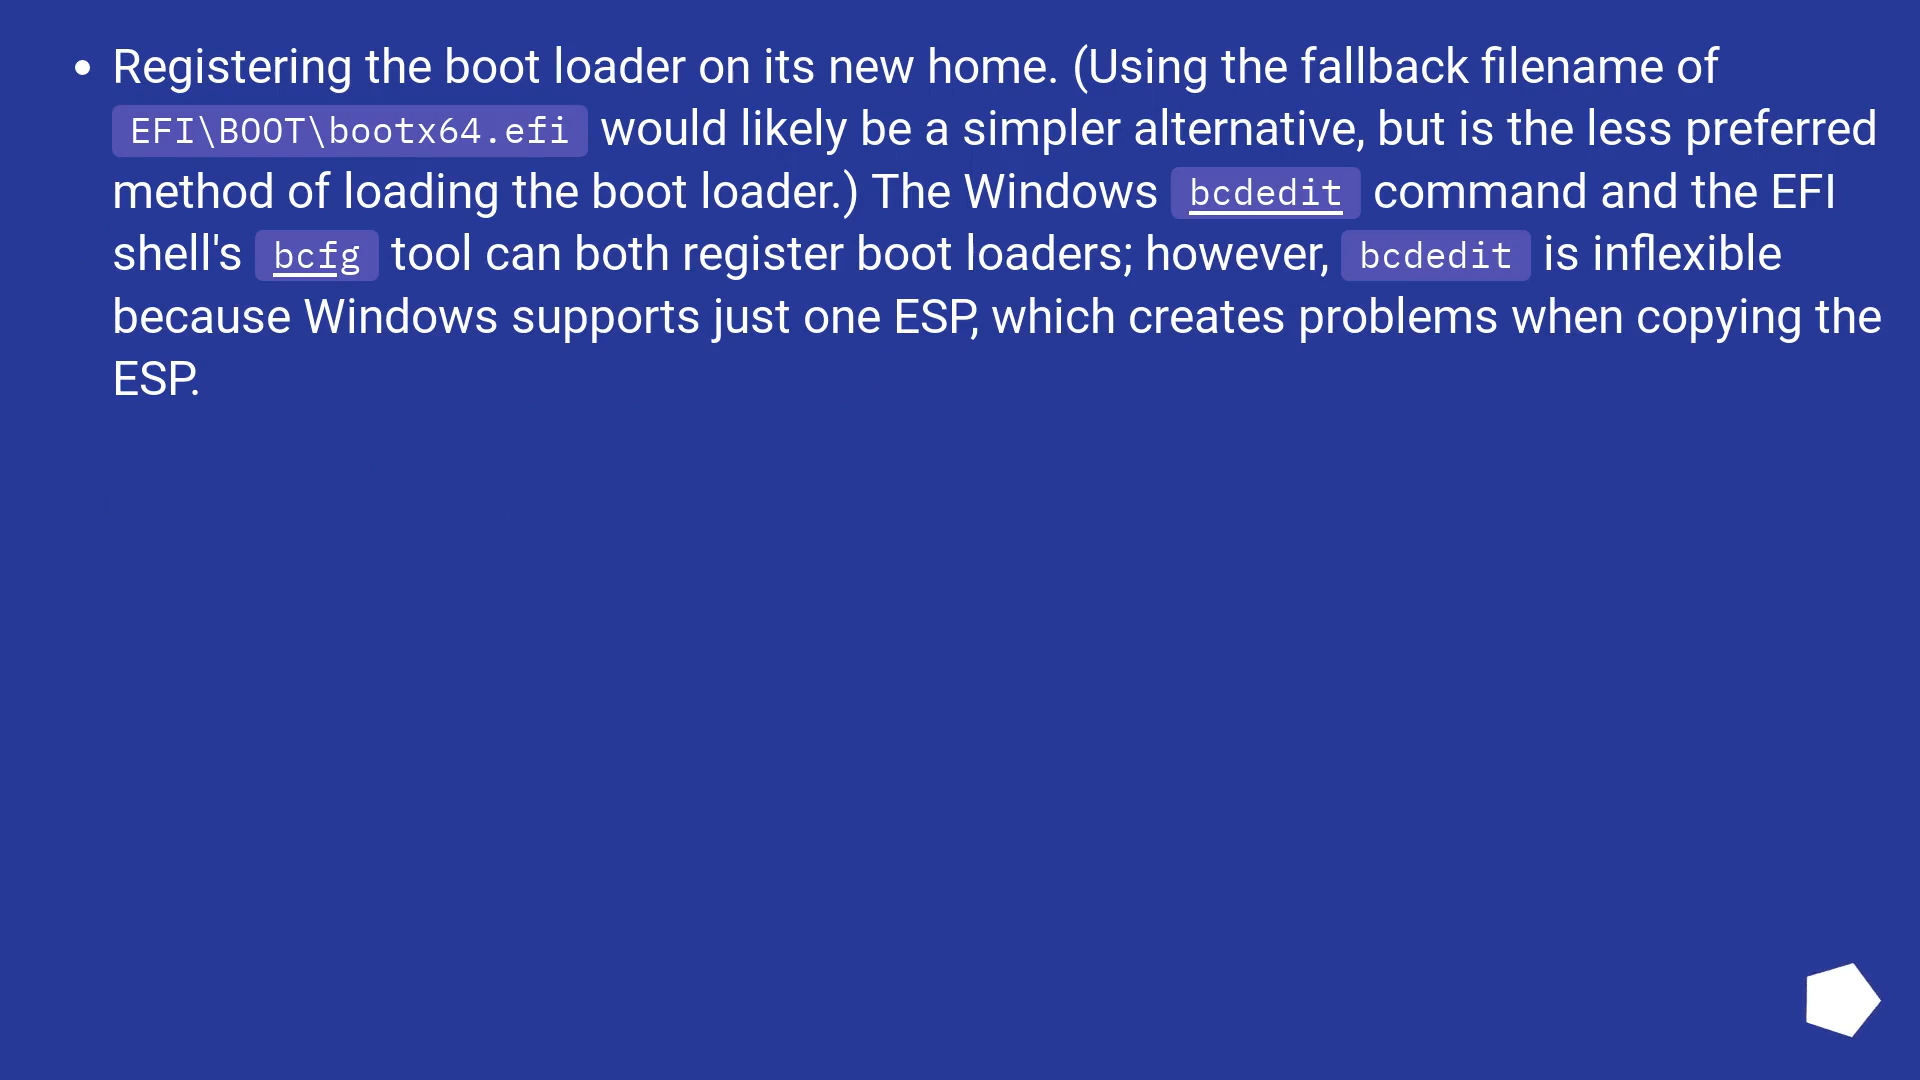 • Registering the boot loader on its new home. (Using the fallback filename of
EFI\BOOT\bootx64.efi would likely be a simpler alternative, but is the less preferred
method of loading the boot loader.) The Windows bcdedit command and the EFI
shell's bcfg tool can both register boot loaders; however, bcdedit is inflexible
because Windows supports just one ESP, which creates problems when copying the
ESP.